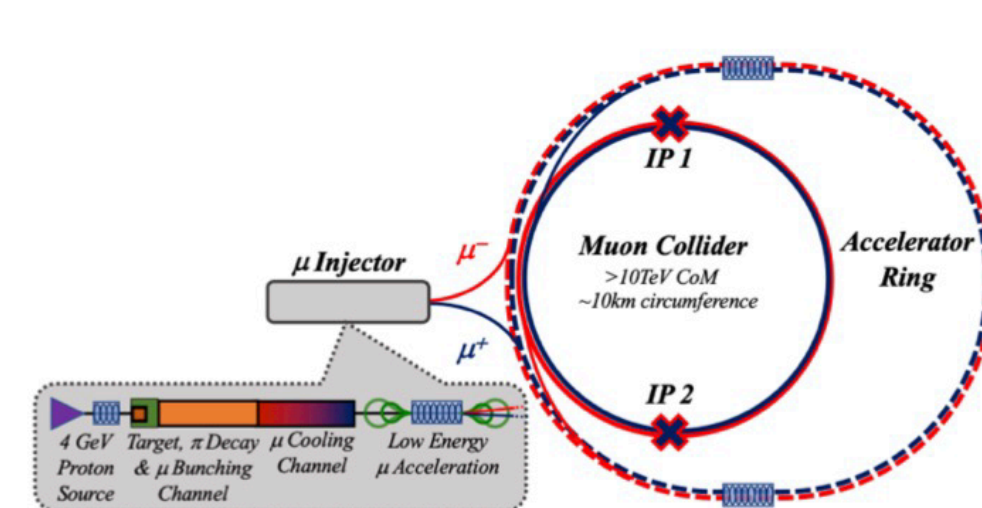 IP 1
Muon Collider
>10TeV CoM
~10km circumference
Accelerator
Ring
μ Injector
μ−
μ+
IP 2
4 GeV
Proton
Source
Target, π Decay
& μ Bunching
Channel
μ Cooling
Channel
Low Energy
μ Acceleration